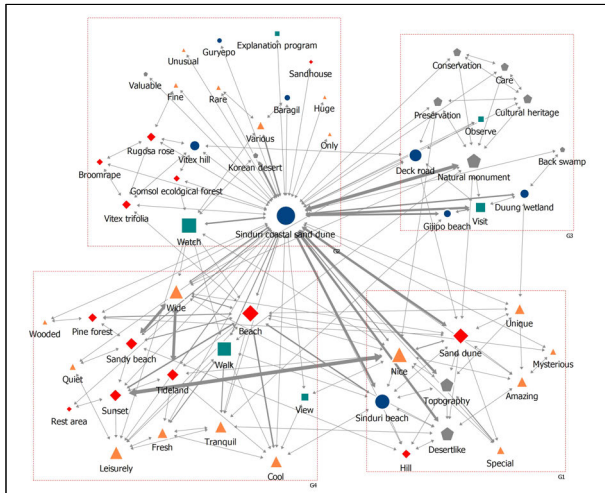 Explanation program
Unusual
Guryepo
Sandhouse
Valuable
Fine
Rare
Baragil
Huge
Various
Only
Rugosa rose
Vitex hill
Korean desert
Broomrape
Gomsol ecological forest
Vitex trifolia
Watch
Sinduri coastal sand dune
G2
Conservation
Care
Preservation
Cultural heritage
Observe
Deck road
Natural monument
Back swamp
Duung wetland
Gijipo beach
Visit
G3
Wide
Wooded
Pine forest
Beach
Sandy beach
Walk
Quiet
Tideland
Rest area
Sunset
View
Fresh
Tranquil
Leisurely
Cool
G4
Unique
Sand dune
Nice
Mysterious
Topography
Amazing
Sinduri beach
Desertlike
Hill
Special
G1